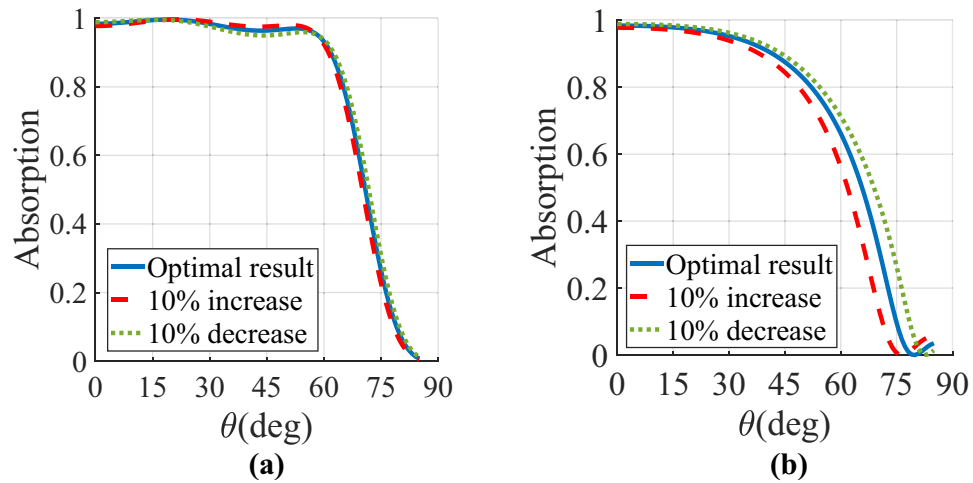 1
0.8
0.6
0.4
0.2
0
Absorption
Optimal result
10% increase
10% decrease
0 15 30 45 60 75 90
θ(deg)
(a)
1
0.8
0.6
0.4
0.2
0
Absorption
Optimal result
10% increase
10% decrease
0 15 30 45 60 75 90
θ(deg)
(b)